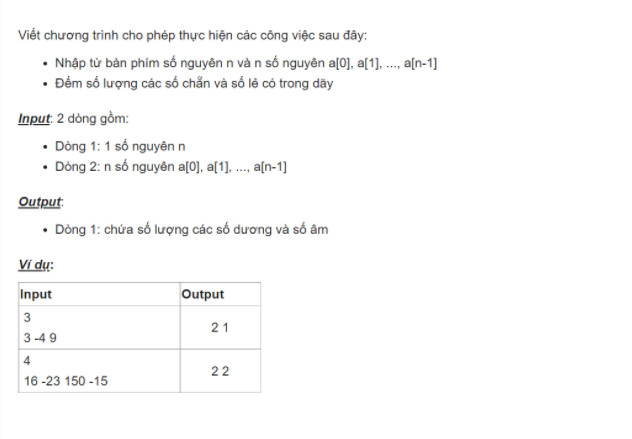 Viết chương trình cho phép thực hiện các công việc sau đây:
• Nhập từ bàn phím số nguyên n và n số nguyên a[0], a[1], ..., a[n-1]
• Đếm số lượng các số chẵn và số lẻ có trong dãy
Input: 2 dòng gồm:
• Dòng 1: 1 số nguyên n
• Dòng 2: n số nguyên a[0], a[1], ..., a[n-1]
Output:
• Dòng 1: chứa số lượng các số dương và số âm
Ví dụ:
Input Output
3
3 -4 9
2 1
4
16 -23 150 -15
2 2